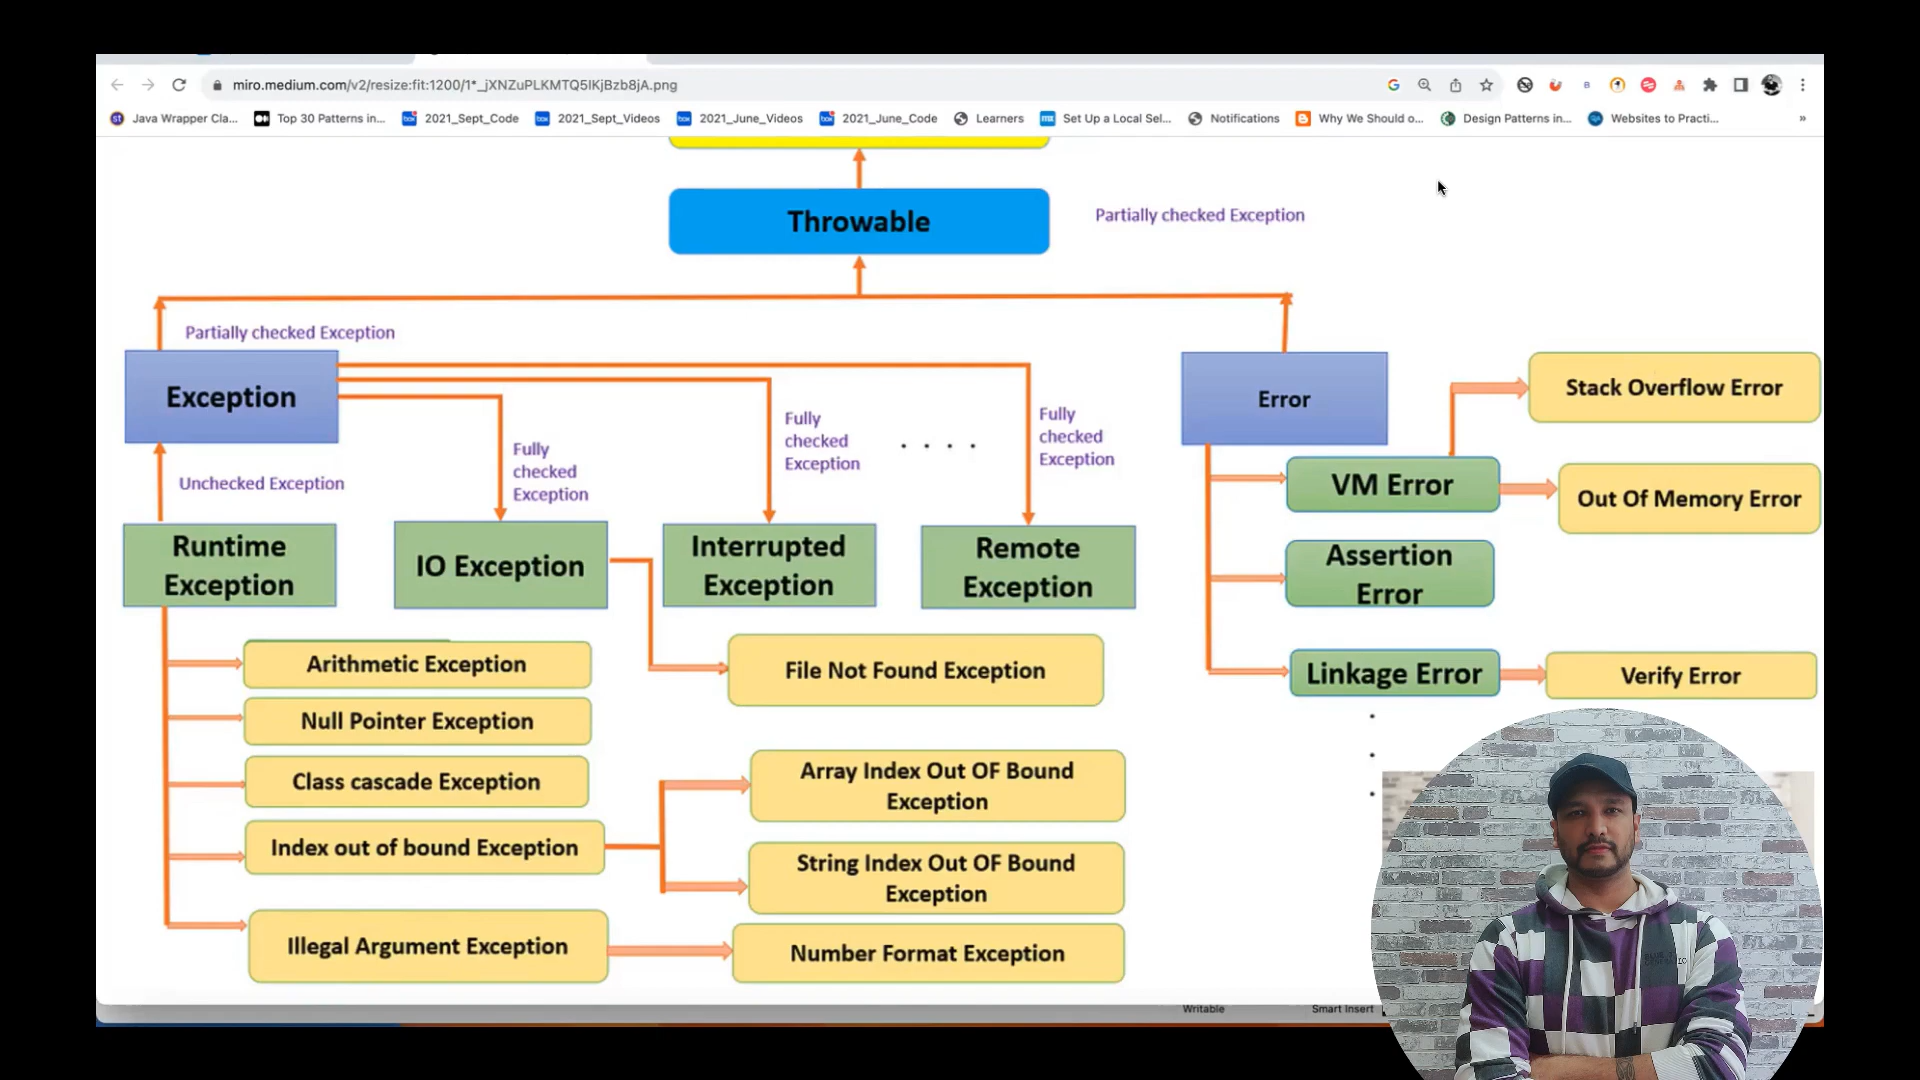 miro.medium.com/v2/resize:fit:1200/1*_jXNZuPLKMTQ5IKjBzb8jA.png
Java Wrapper Cla...
Top 30 Patterns in...
2021_Sept_Code
2021_Sept_Videos
2021_June_Videos
2021_June_Code
Learners
Set Up a Local Sel...
Notifications
Why We Should o...
Design Patterns in...
Websites to Practi...
»
Throwable
Partially checked Exception
Partially checked Exception
Exception
Fully
checked
Exception
Fully
checked
Exception
. . . .
Fully
checked
Exception
Unchecked Exception
Runtime
Exception
IO Exception
Interrupted
Exception
Remote
Exception
Arithmetic Exception
Null Pointer Exception
Class cascade Exception
Index out of bound Exception
Illegal Argument Exception
File Not Found Exception
Array Index Out OF Bound
Exception
String Index Out OF Bound
Exception
Number Format Exception
Error
Stack Overflow Error
VM Error
Out Of Memory Error
Assertion
Error
Linkage Error
Verify Error
Writable
Smart Insert